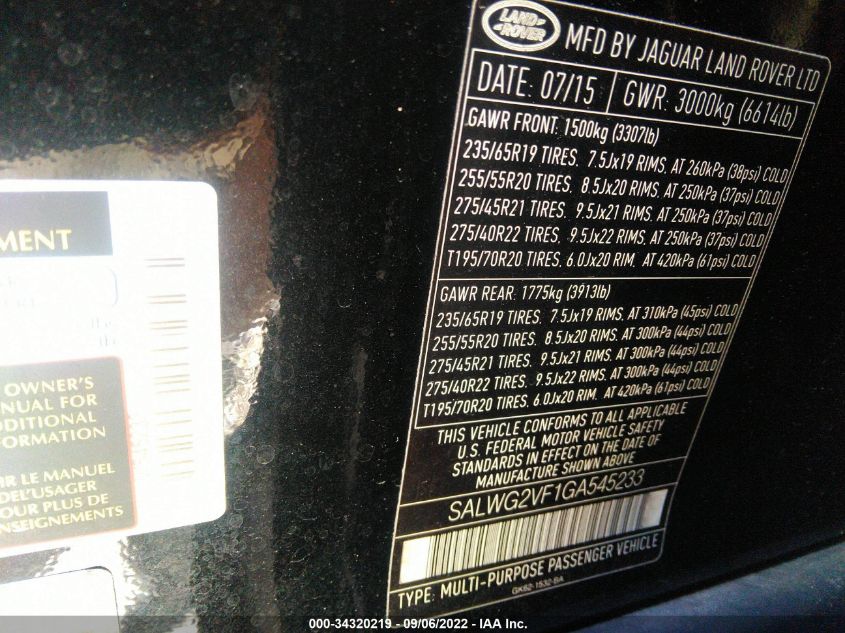 LAND ROVER
MFD BY JAGUAR LAND ROVER LTD
DATE: 07/15 GWR: 3000kg (6614lb)
GAWR FRONT: 1500kg (3307lb)
235/65R19 TIRES. 7.5Jx19 RIMS, AT 260kPa (38psi) COLD
255/55R20 TIRES. 8.5Jx20 RIMS, AT 250kPa (37psi) COLD
275/45R21 TIRES. 9.5Jx21 RIMS, AT 250kPa (37psi) COLD
275/40R22 TIRES. 9.5Jx22 RIMS, AT 250kPa (37psi) COLD
T195/70R20 TIRES. 6.0Jx20 RIM. AT 420kPa (61psi) COLD
GAWR REAR: 1775kg (3913lb)
235/65R19 TIRES. 7.5Jx19 RIMS, AT 310kPa (45psi) COLD
255/55R20 TIRES. 8.5Jx20 RIMS, AT 300kPa (44psi) COLD
275/45R21 TIRES. 9.5Jx21 RIMS, AT 300kPa (44psi) COLD
275/40R22 TIRES. 9.5Jx22 RIMS, AT 300kPa (44psi) COLD
T195/70R20 TIRES. 6.0Jx20 RIM, AT 420kPa (61psi) COLD
THIS VEHICLE CONFORMS TO ALL APPLICABLE
U.S. FEDERAL MOTOR VEHICLE SAFETY
STANDARDS IN EFFECT ON THE DATE OF
MANUFACTURE SHOWN ABOVE
SALWG2VF1GA545233
TYPE: MULTI-PURPOSE PASSENGER VEHICLE
GK62-1532-BA
MENT
OWNER'S
ANUAL FOR
DDITIONAL
FORMATION
IR LE MANUEL
DEL'USAGER
POUR PLUS DE
NSEIGNEMENTS
000-34320219 - 09/06/2022 - IAA Inc.